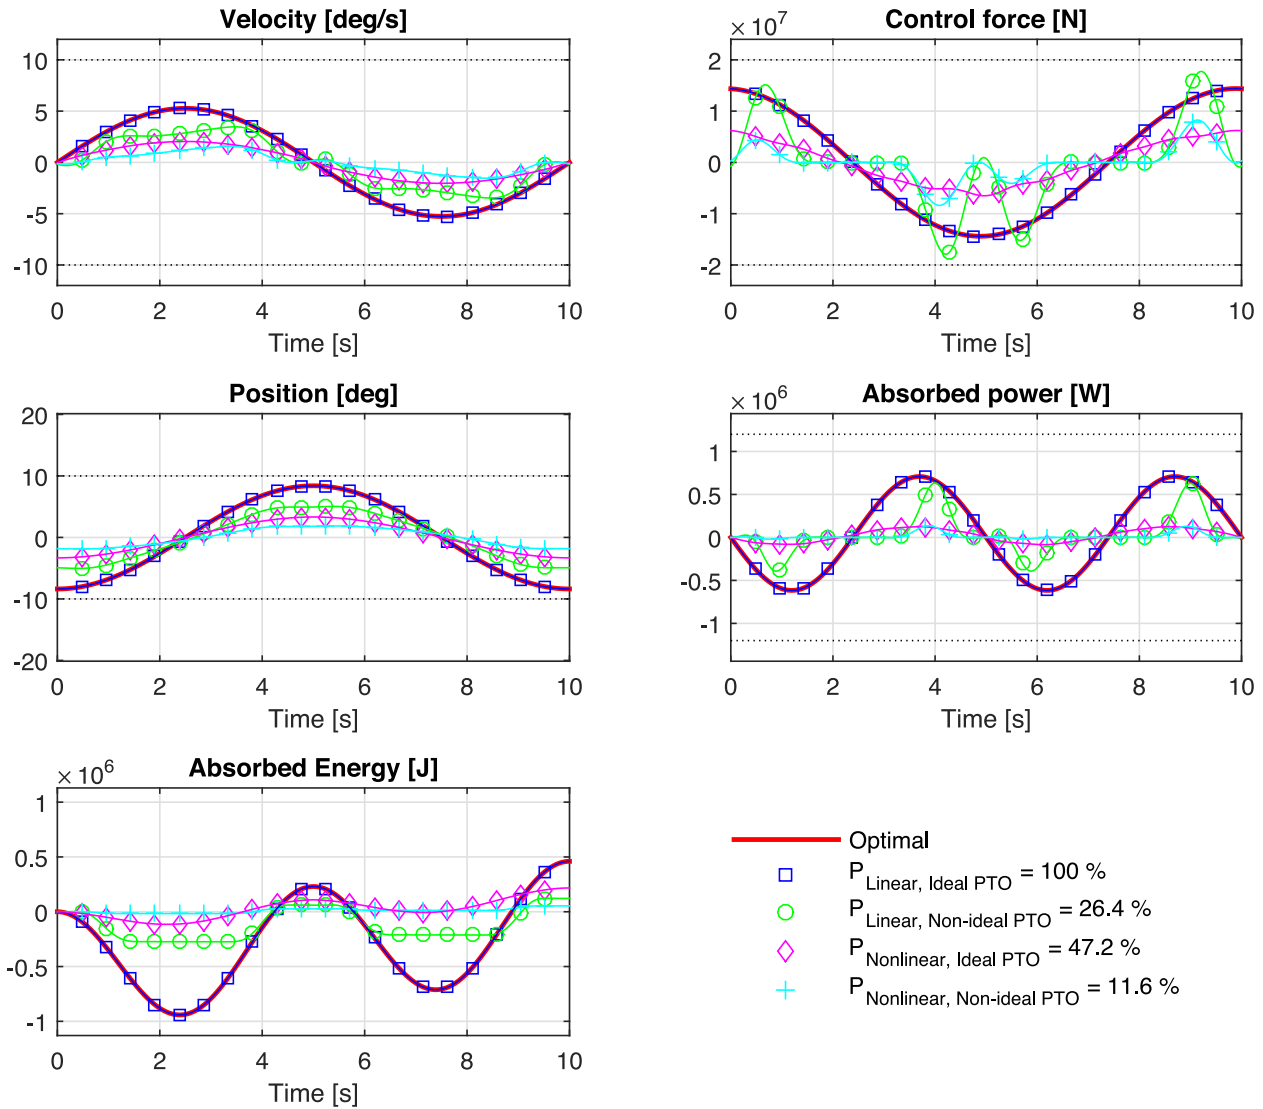 Velocity [deg/s]
10
5
0
-5
-10
0 2 4 6 8 10
Time [s]
Control force [N]
× 10^7
2
1
0
-1
-2
0 2 4 6 8 10
Time [s]
Position [deg]
20
10
0
-10
-20
0 2 4 6 8 10
Time [s]
Absorbed power [W]
× 10^6
1
0.5
0
-0.5
-1
0 2 4 6 8 10
Time [s]
Absorbed Energy [J]
× 10^6
1
0.5
0
-0.5
-1
0 2 4 6 8 10
Time [s]
Optimal
P_Linear, Ideal PTO = 100 %
P_Linear, Non-ideal PTO = 26.4 %
P_Nonlinear, Ideal PTO = 47.2 %
P_Nonlinear, Non-ideal PTO = 11.6 %